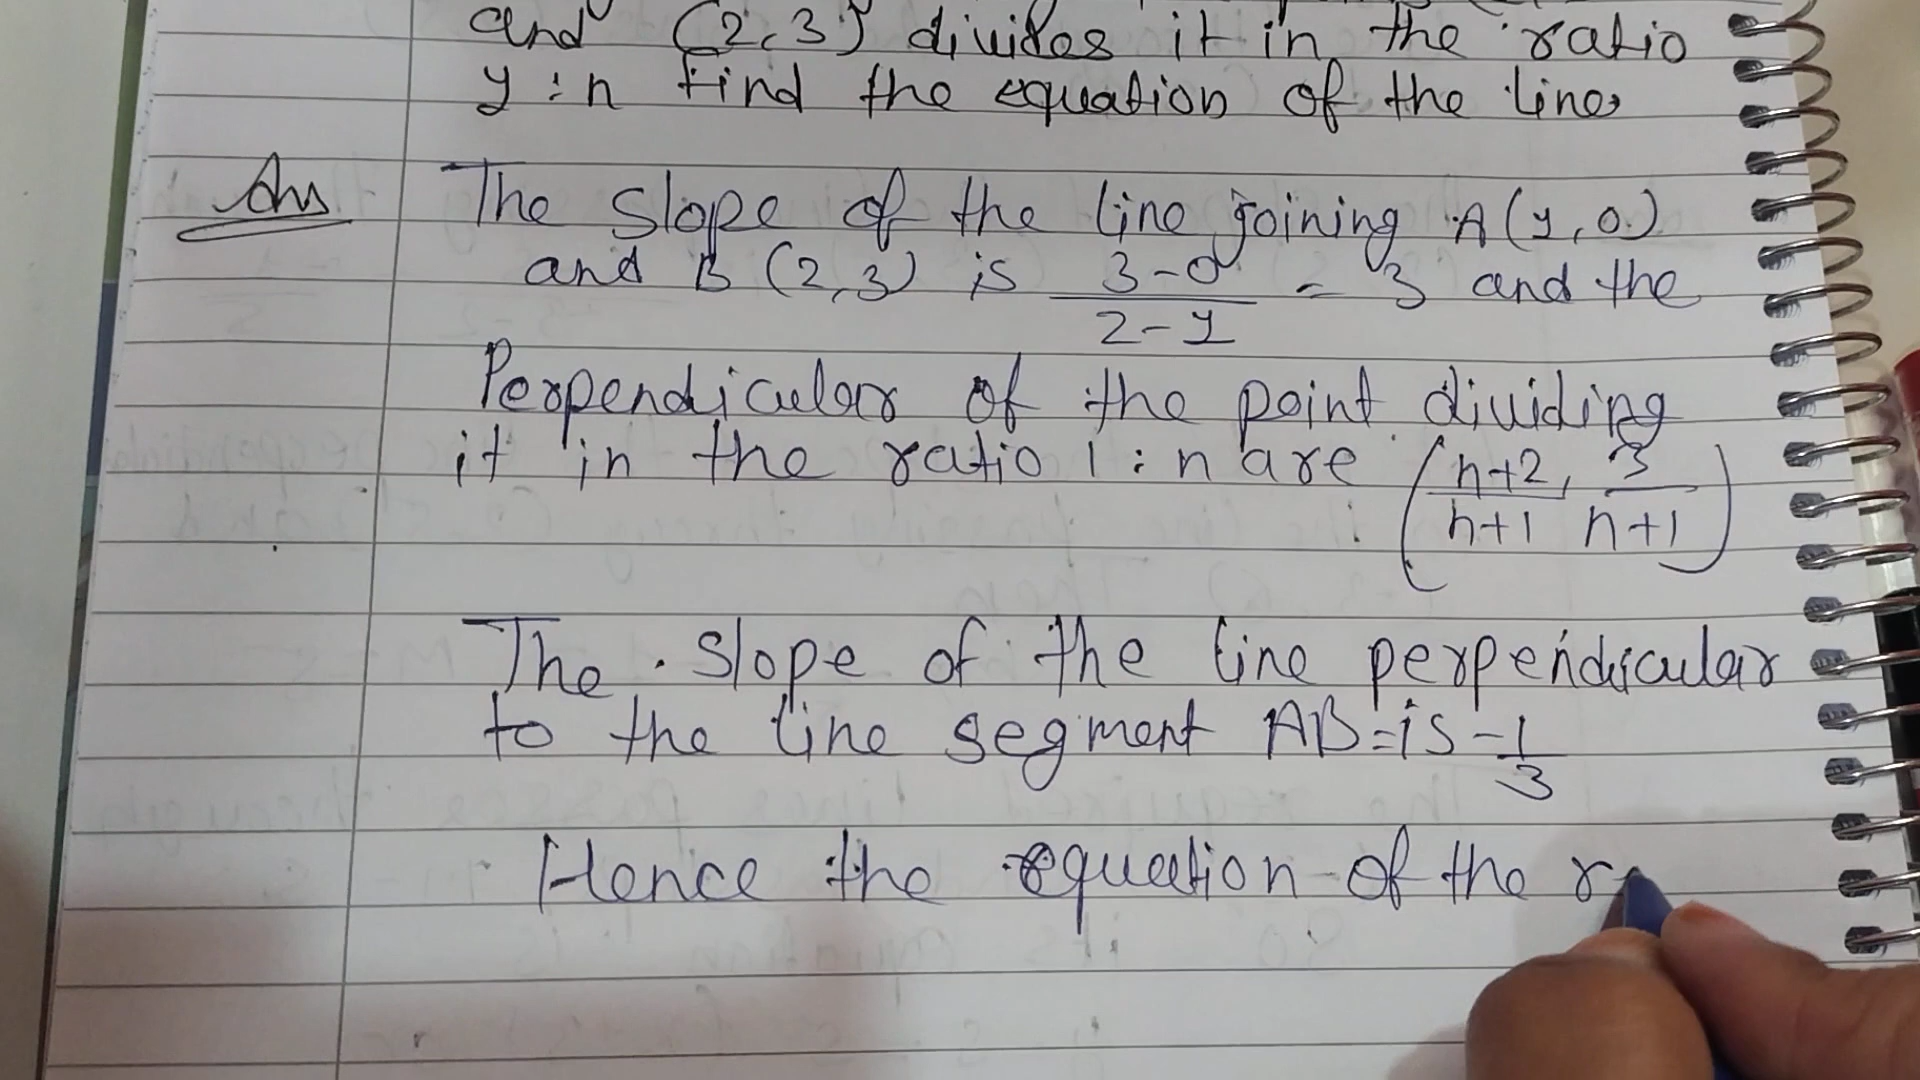 and (2,3) divides it in the ratio
y : n find the equation of the line
Ans
The slope of the line joining A(1,0)
and B (2,3) is 3-0/2-1 = 3 and the
Perpendicular of the point dividing
it in the ratio 1 : n are (n+2/n+1, 3/n+1)
The slope of the line perpendicular
to the line segment AB=is -1/3
Hence the equation of the